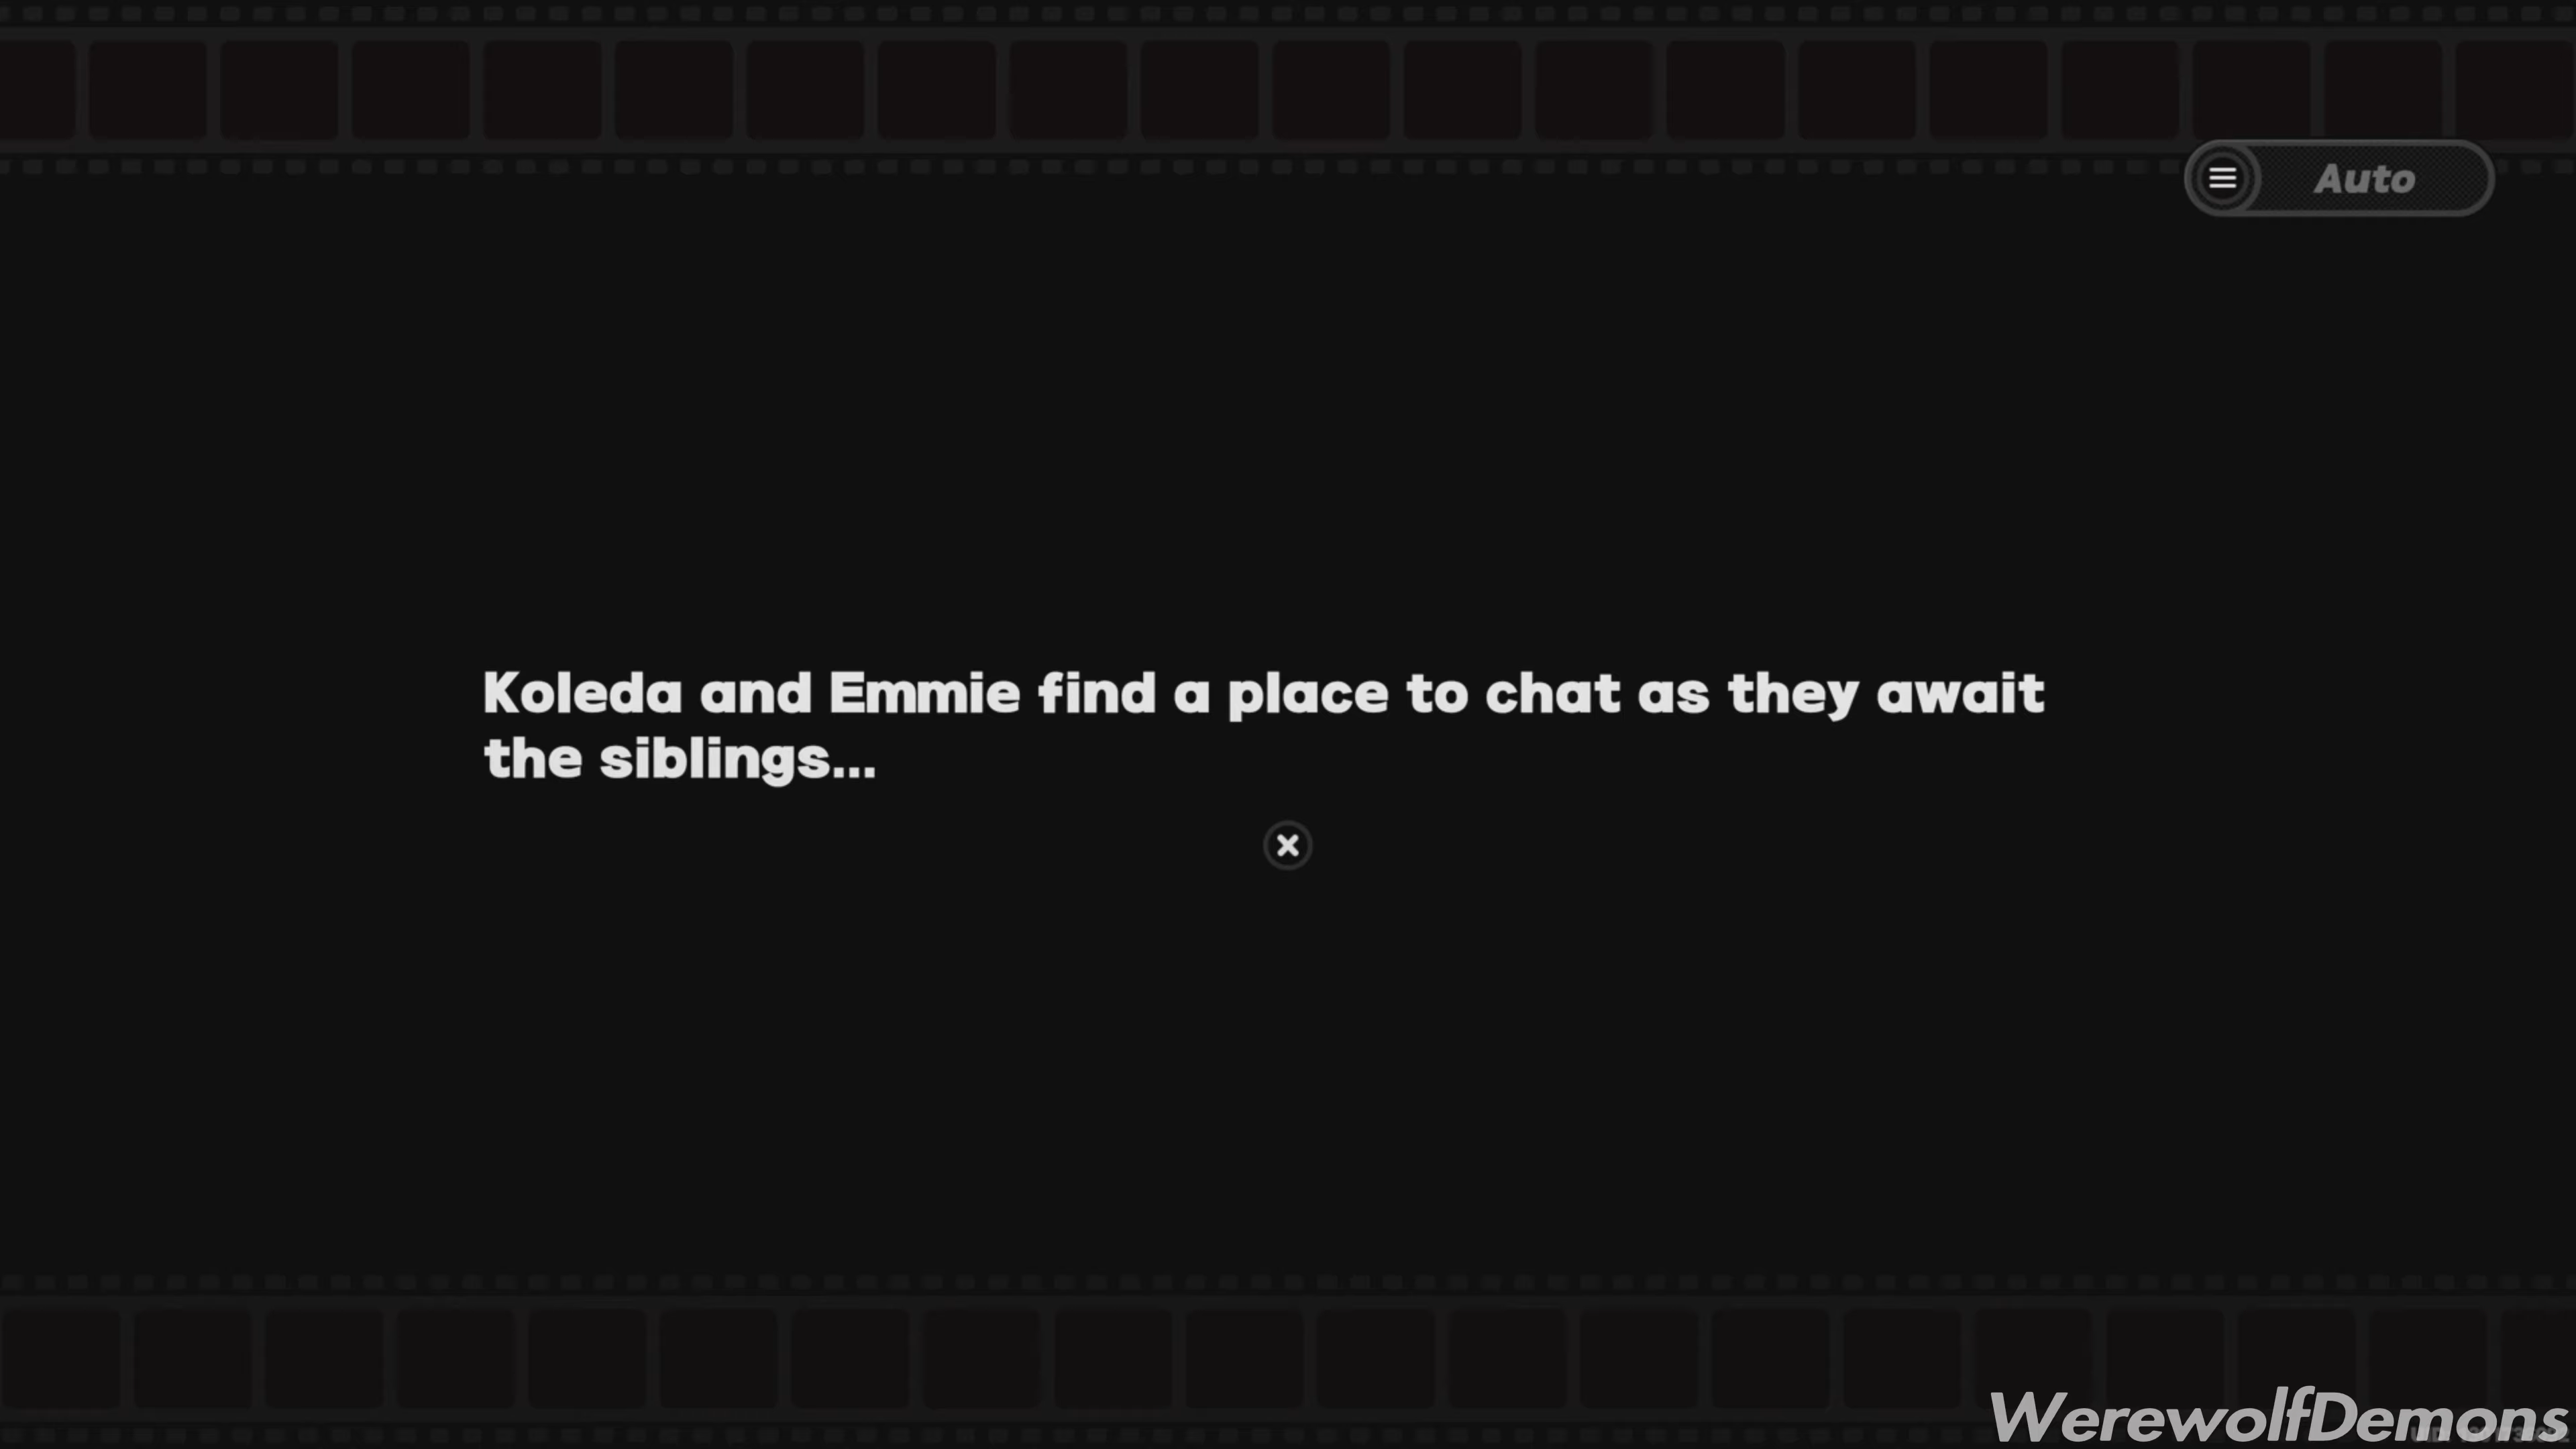 Auto
Koleda and Emmie find a place to chat as they await
the siblings...
WerewolfDemons